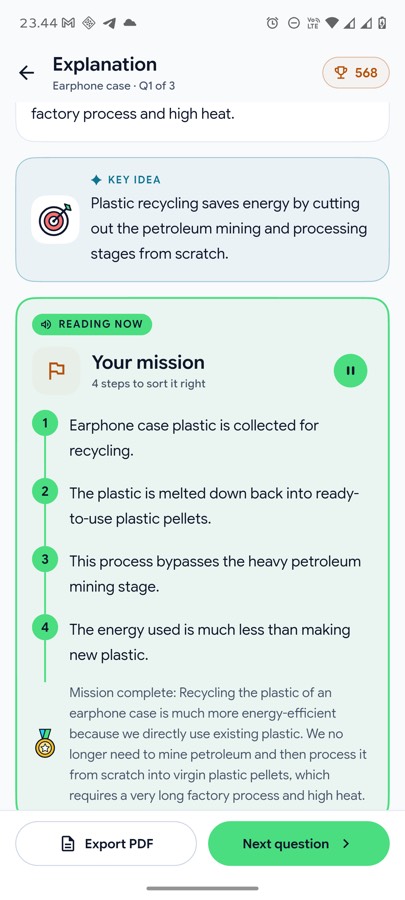 23.44
Vo))
LTE
Explanation
Earphone case · Q1 of 3
568
factory process and high heat.
KEY IDEA
Plastic recycling saves energy by cutting
out the petroleum mining and processing
stages from scratch.
READING NOW
Your mission
4 steps to sort it right
1
Earphone case plastic is collected for
recycling.
2
The plastic is melted down back into ready-
to-use plastic pellets.
3
This process bypasses the heavy petroleum
mining stage.
4
The energy used is much less than making
new plastic.
Mission complete: Recycling the plastic of an
earphone case is much more energy-efficient
because we directly use existing plastic. We no
longer need to mine petroleum and then process it
from scratch into virgin plastic pellets, which
requires a very long factory process and high heat.
Export PDF
Next question